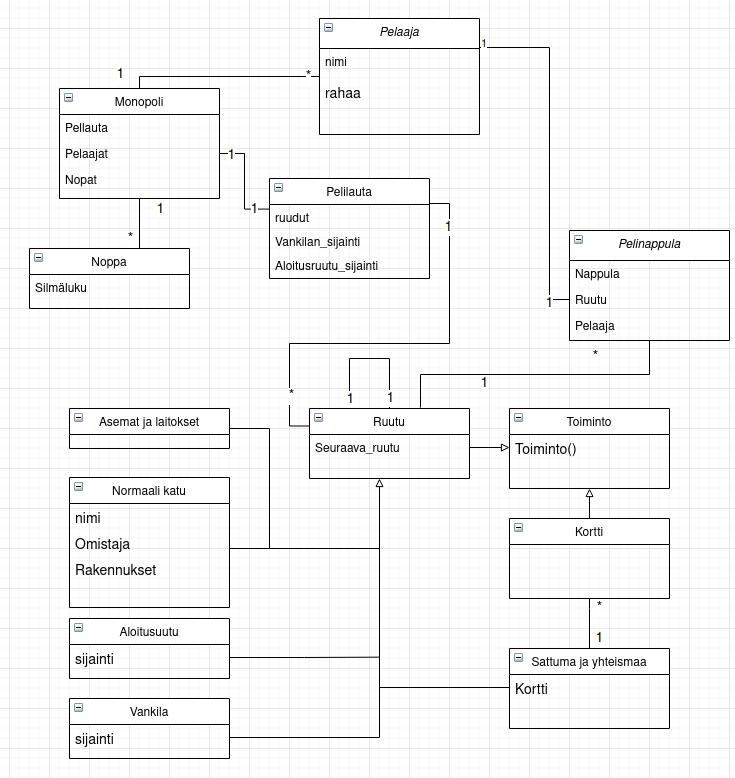 Pelaaja
nimi
rahaa
1
1
*
Monopoli
Pellauta
Pelaajat
Nopat
1
1
1
*
Pelilauta
ruudut
Vankilan_sijainti
Aloitusruutu_sijainti
1
Noppa
Silmäluku
Pelinappula
Nappula
Ruutu
Pelaaja
1
*
1
*
1
1
Ruutu
Seuraava_ruutu
Toiminto
Toiminto()
Asemat ja laitokset
Normaali katu
nimi
Omistaja
Rakennukset
Kortti
*
1
Aloitusuutu
sijainti
Sattuma ja yhteismaa
Kortti
Vankila
sijainti